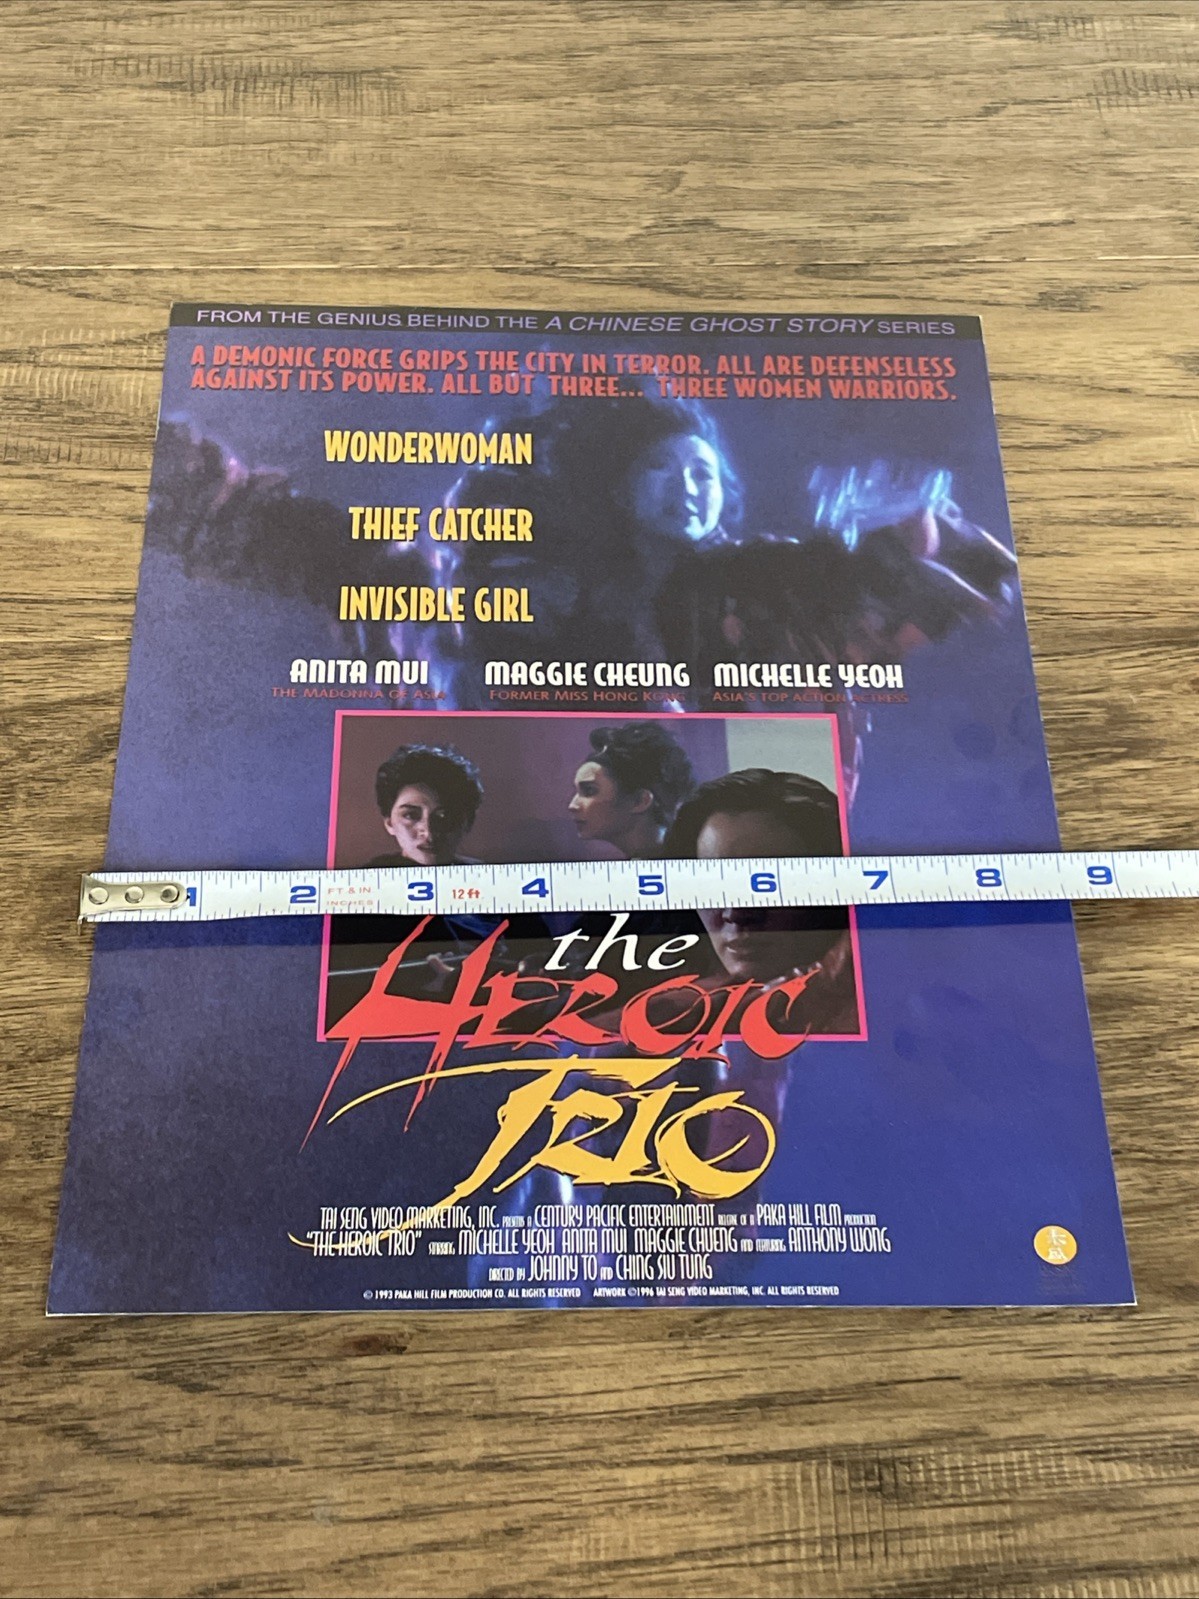 FROM THE GENIUS BEHIND THE A CHINESE GHOST STORY SERIES
A DEMONIC FORCE GRIPS THE CITY IN TERROR. ALL ARE DEFENSELESS
AGAINST ITS POWER. ALL BUT THREE... THREE WOMEN WARRIORS.
WONDERWOMAN
THIEF CATCHER
INVISIBLE GIRL
ANITA MUI MAGGIE CHEUNG MICHELLE YEOH
THE MADONNA OF ASIA FORMER MISS HONG KONG ASIA'S TOP ACTION ACTRESS
1 2 FT & IN INCHES 3 12 ft 4 5 6 7 8 9
the
HEROIC
TRIO
TAI SENG VIDEO MARKETING, INC. PRESENTS A CENTURY PACIFIC ENTERTAINMENT RELEASE OF A PAKA HILL FILM PRODUCTION
"THE HEROIC TRIO" STARRING MICHELLE YEOH ANITA MUI MAGGIE CHUENG AND FEATURING ANTHONY WONG
DIRECTED BY JOHNNY TO AND CHING SIU TUNG
© 1993 PAKA HILL FILM PRODUCTION CO. ALL RIGHTS RESERVED ARTWORK ©1996 TAI SENG VIDEO MARKETING, INC. ALL RIGHTS RESERVED